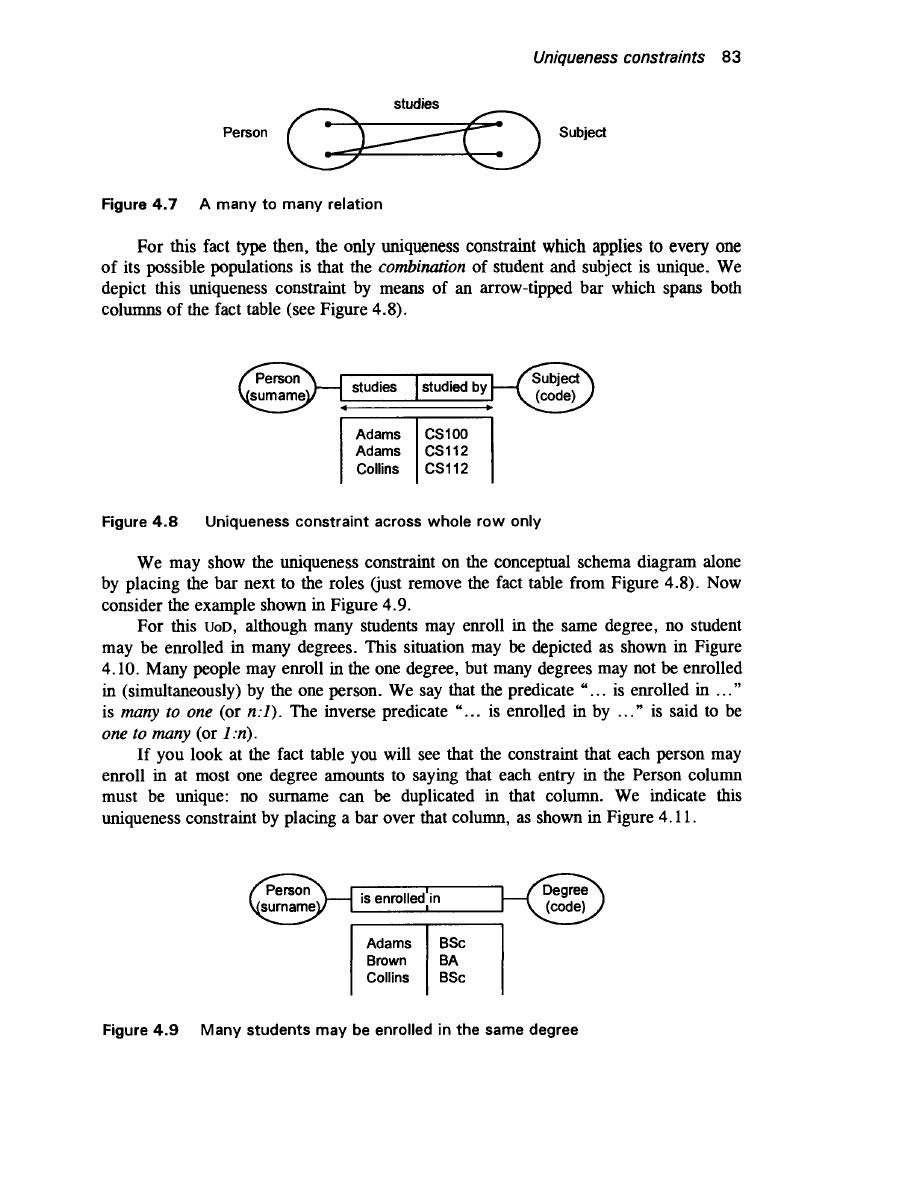 Uniqueness constraints 83
studies
Person
Subject
Figure 4.7 A many to many relation
For this fact type then, the only uniqueness constraint which applies to every one
of its possible populations is that the combination of student and subject is unique. We
depict this uniqueness constraint by means of an arrow-tipped bar which spans both
columns of the fact table (see Figure 4.8).
Person
(surname)
studies
studied by
Subject
(code)
Adams CS100
Adams CS112
Collins CS112
Figure 4.8 Uniqueness constraint across whole row only
We may show the uniqueness constraint on the conceptual schema diagram alone
by placing the bar next to the roles (just remove the fact table from Figure 4.8). Now
consider the example shown in Figure 4.9.
For this UoD, although many students may enroll in the same degree, no student
may be enrolled in many degrees. This situation may be depicted as shown in Figure
4.10. Many people may enroll in the one degree, but many degrees may not be enrolled
in (simultaneously) by the one person. We say that the predicate “... is enrolled in ...”
is many to one (or n:1). The inverse predicate “... is enrolled in by ...” is said to be
one to many (or 1:n).
If you look at the fact table you will see that the constraint that each person may
enroll in at most one degree amounts to saying that each entry in the Person column
must be unique: no surname can be duplicated in that column. We indicate this
uniqueness constraint by placing a bar over that column, as shown in Figure 4.11.
Person
(surname)
is enrolled in
Degree
(code)
Adams BSc
Brown BA
Collins BSc
Figure 4.9 Many students may be enrolled in the same degree